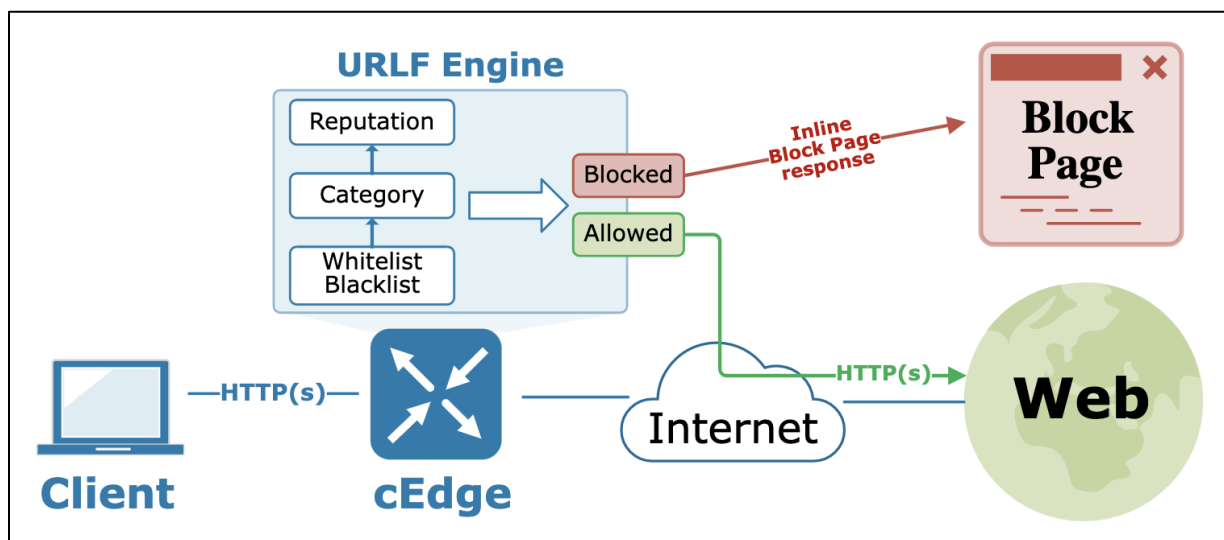 URLF Engine
Reputation
Category
Whitelist
Blacklist
Blocked
Allowed
Inline
Block Page
response
Block
Page
HTTP(s)
HTTP(s)
Internet
Web
Client
cEdge